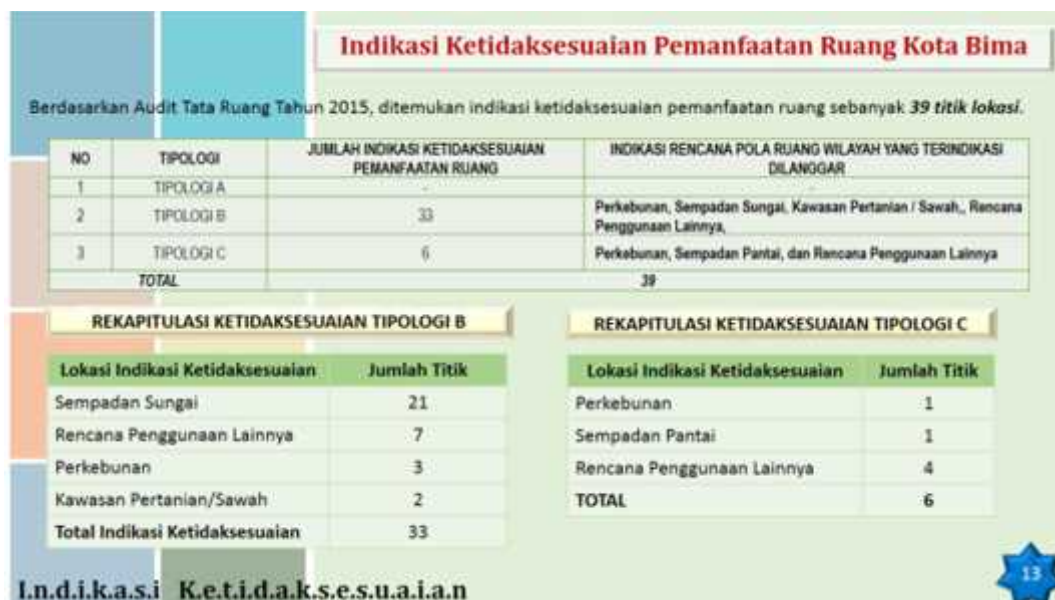 Indikasi Ketidaksesuaian Pemanfaatan Ruang Kota Bima
Berdasarkan Audit Tata Ruang Tahun 2015, ditemukan indikasi ketidaksesuaian pemanfaatan ruang sebanyak 39 titik lokasi.
NO TIPOLOGI JUMLAH INDIKASI KETIDAKSESUAIAN PEMANFAATAN RUANG INDIKASI RENCANA POLA RUANG WILAYAH YANG TERINDIKASI DILANGGAR
1 TIPOLOGI A - -
2 TIPOLOGI B 33 Perkebunan, Sempadan Sungai, Kawasan Pertanian / Sawah,, Rencana Penggunaan Lainnya,
3 TIPOLOGI C 6 Perkebunan, Sempadan Pantai, dan Rencana Penggunaan Lainnya
TOTAL 39
REKAPITULASI KETIDAKSESUAIAN TIPOLOGI B
Lokasi Indikasi Ketidaksesuaian Jumlah Titik
Sempadan Sungai 21
Rencana Penggunaan Lainnya 7
Perkebunan 3
Kawasan Pertanian/Sawah 2
Total Indikasi Ketidaksesuaian 33
REKAPITULASI KETIDAKSESUAIAN TIPOLOGI C
Lokasi Indikasi Ketidaksesuaian Jumlah Titik
Perkebunan 1
Sempadan Pantai 1
Rencana Penggunaan Lainnya 4
TOTAL 6
I.n.d.i.k.a.s.i K.e.t.i.d.a.k.s.e.s.u.a.i.a.n
13